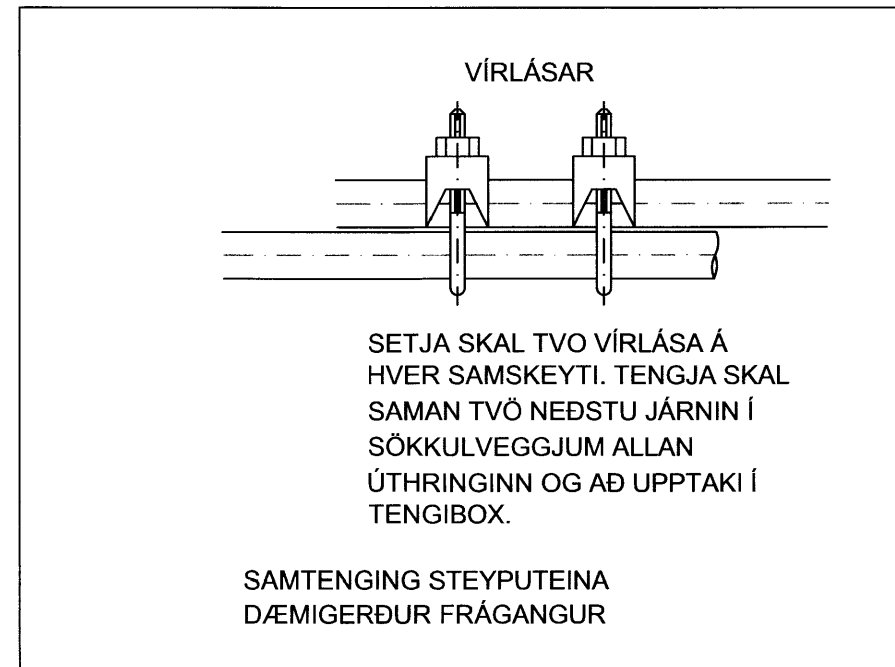 VÍRLÁSAR
SETJA SKAL TVO VÍRLÁSA Á
HVER SAMSKEYTI. TENGJA SKAL
SAMAN TVÖ NEÐSTU JÁRNIN Í
SÖKKULVEGGJUM ALLAN
ÚTHRINGINN OG AÐ UPPTAKI Í
TENGIBOX.
SAMTENGING STEYPUTEINA
DÆMIGERÐUR FRÁGANGUR